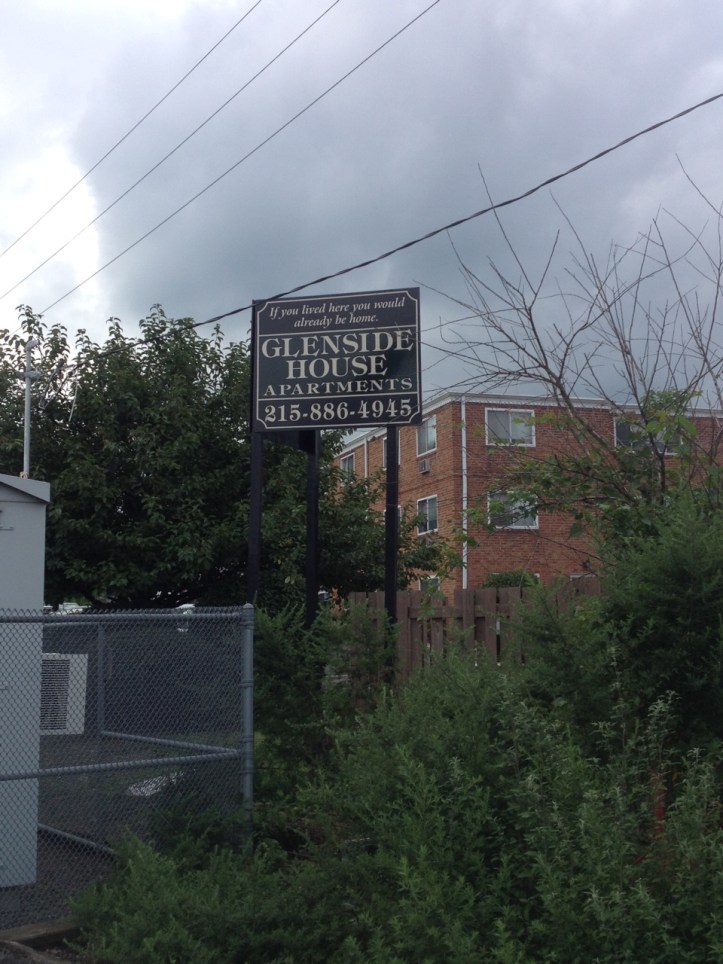 If you lived here you would
already be home.
GLENSIDE
HOUSE
APARTMENTS
215-886-4945